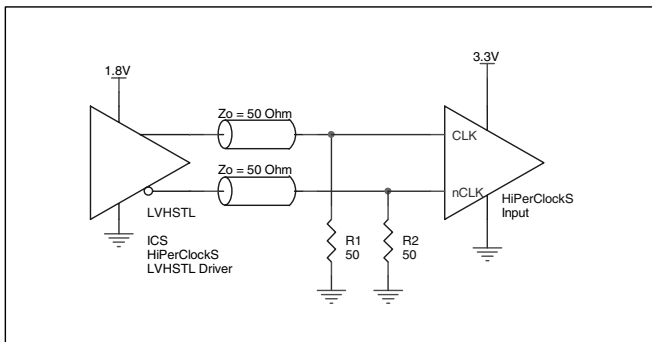 1.8V
3.3V
Zo = 50 Ohm
CLK
Zo = 50 Ohm
nCLK
HiPerClockS
Input
LVHSTL
ICS
HiPerClockS
LVHSTL Driver
R1
50
R2
50